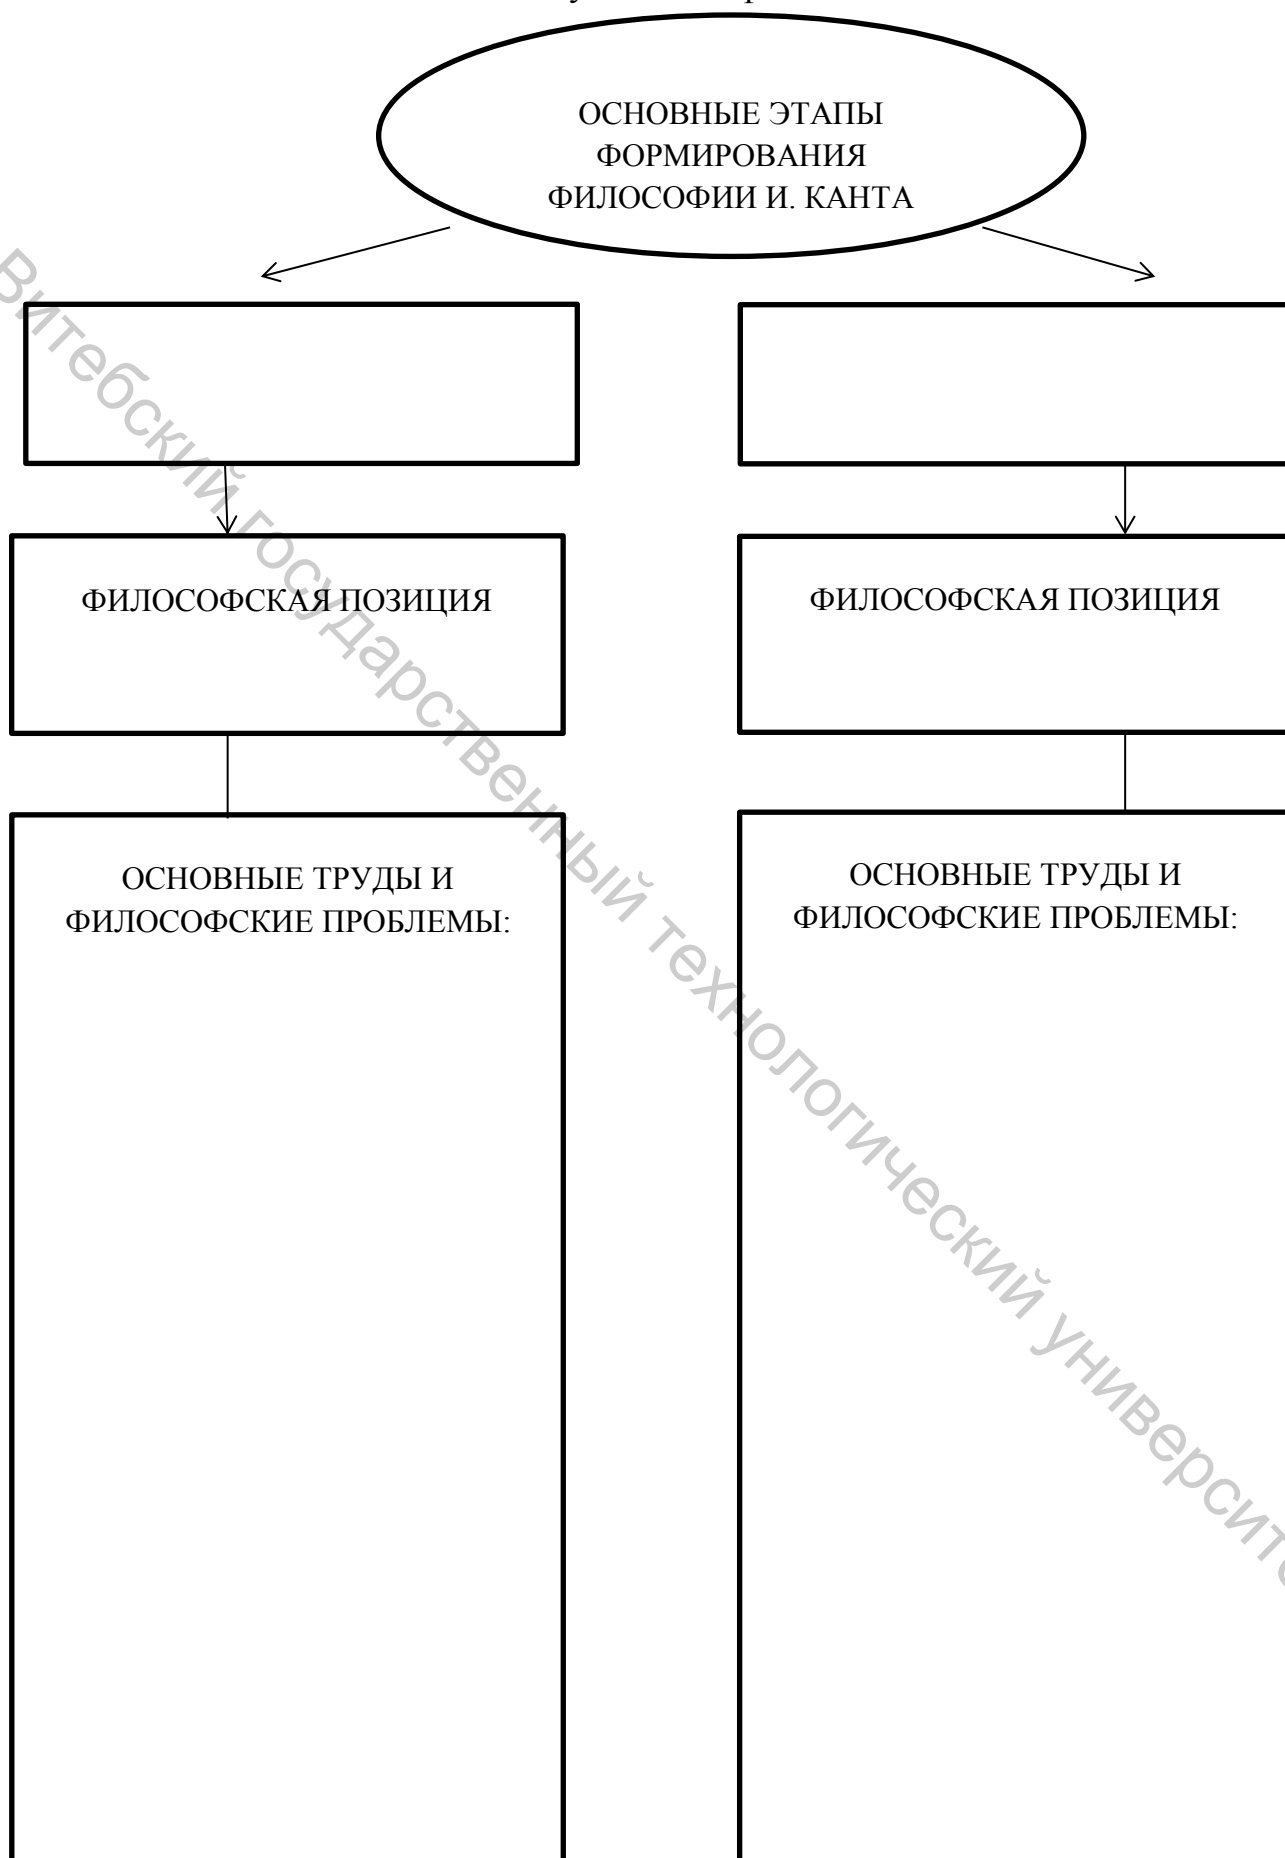 ОСНОВНЫЕ ЭТАПЫ
ФОРМИРОВАНИЯ
ФИЛОСОФИИ И. КАНТА
ФИЛОСОФСКАЯ ПОЗИЦИЯ
ФИЛОСОФСКАЯ ПОЗИЦИЯ
ОСНОВНЫЕ ТРУДЫ И
ФИЛОСОФСКИЕ ПРОБЛЕМЫ:
ОСНОВНЫЕ ТРУДЫ И
ФИЛОСОФСКИЕ ПРОБЛЕМЫ:
Витебский государственный технологический